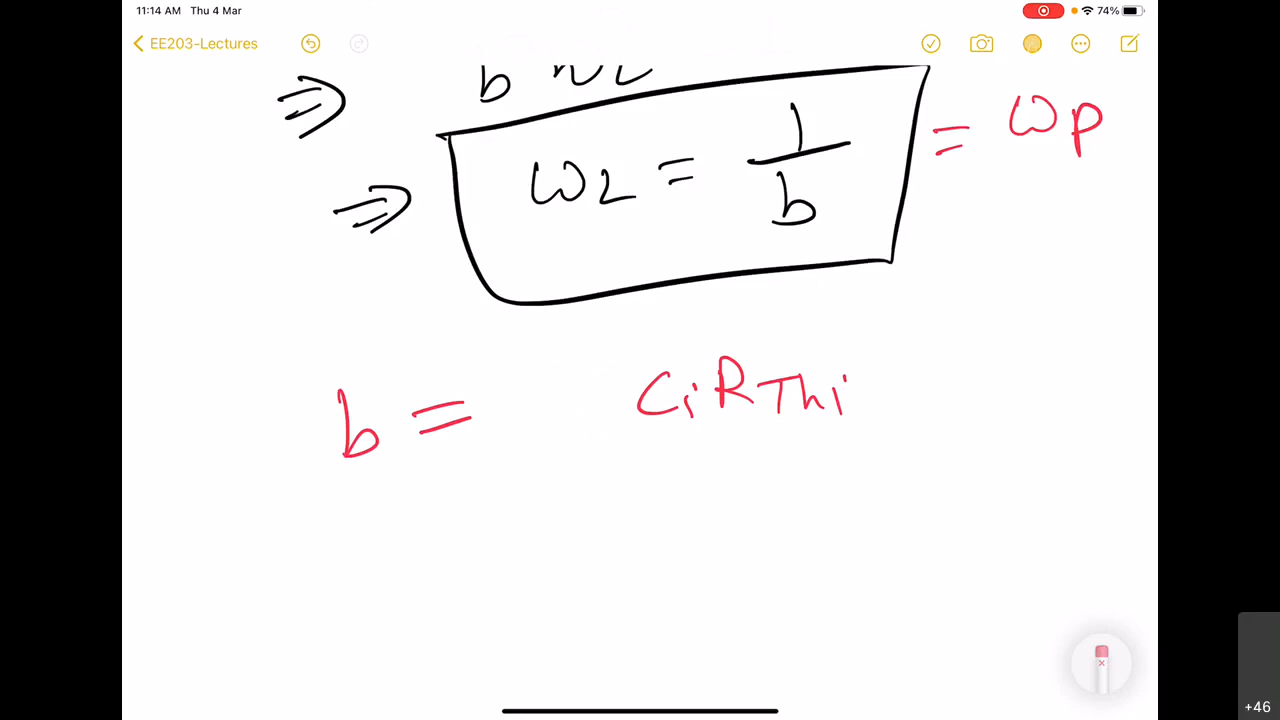 11:14 AM Thu 4 Mar 74%
EE203-Lectures
⇒ b
⇒ ω2 = 1/b = ωp
b = CiRThi
+46